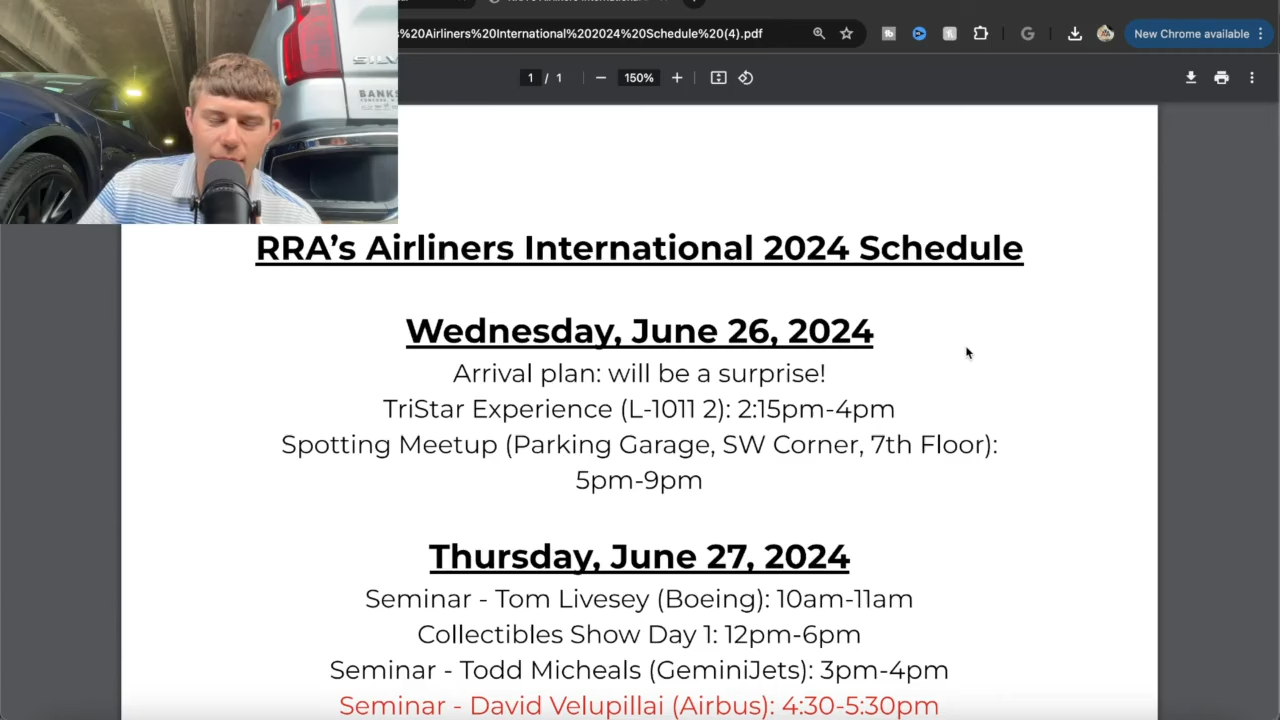 %20Airliners%20International%202024%20Schedule%20(4).pdf
New Chrome available
1 / 1
150%
BANKS
RRA's Airliners International 2024 Schedule
Wednesday, June 26, 2024
Arrival plan: will be a surprise!
TriStar Experience (L-1011 2): 2:15pm-4pm
Spotting Meetup (Parking Garage, SW Corner, 7th Floor):
5pm-9pm
Thursday, June 27, 2024
Seminar - Tom Livesey (Boeing): 10am-11am
Collectibles Show Day 1: 12pm-6pm
Seminar - Todd Micheals (GeminiJets): 3pm-4pm
Seminar - David Velupillai (Airbus): 4:30-5:30pm